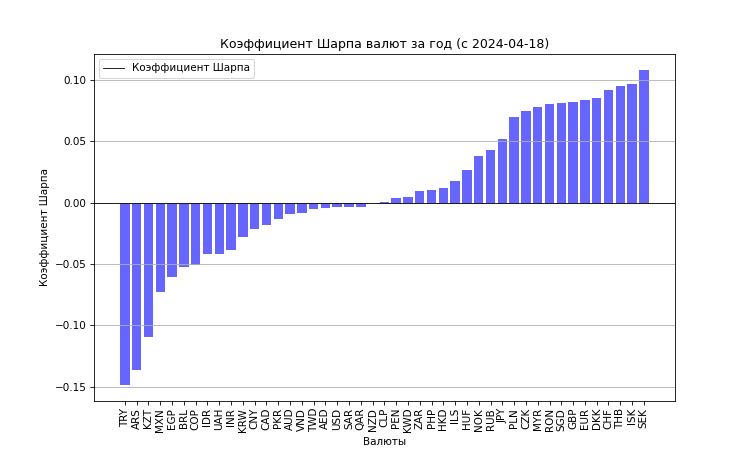 Коэффициент Шарпа валют за год (с 2024-04-18)
Коэффициент Шарпа
0.10
0.05
0.00
−0.05
−0.10
−0.15
Коэффициент Шарпа
TRY
ARS
KZT
MXN
EGP
BRL
COP
IDR
UAH
INR
KRW
CNY
CAD
PKR
AUD
VND
TWD
AED
USD
SAR
QAR
NZD
CLP
PEN
KWD
ZAR
PHP
HKD
ILS
HUF
NOK
RUB
JPY
PLN
CZK
MYR
RON
SGD
GBP
EUR
DKK
CHF
THB
ISK
SEK
Валюты